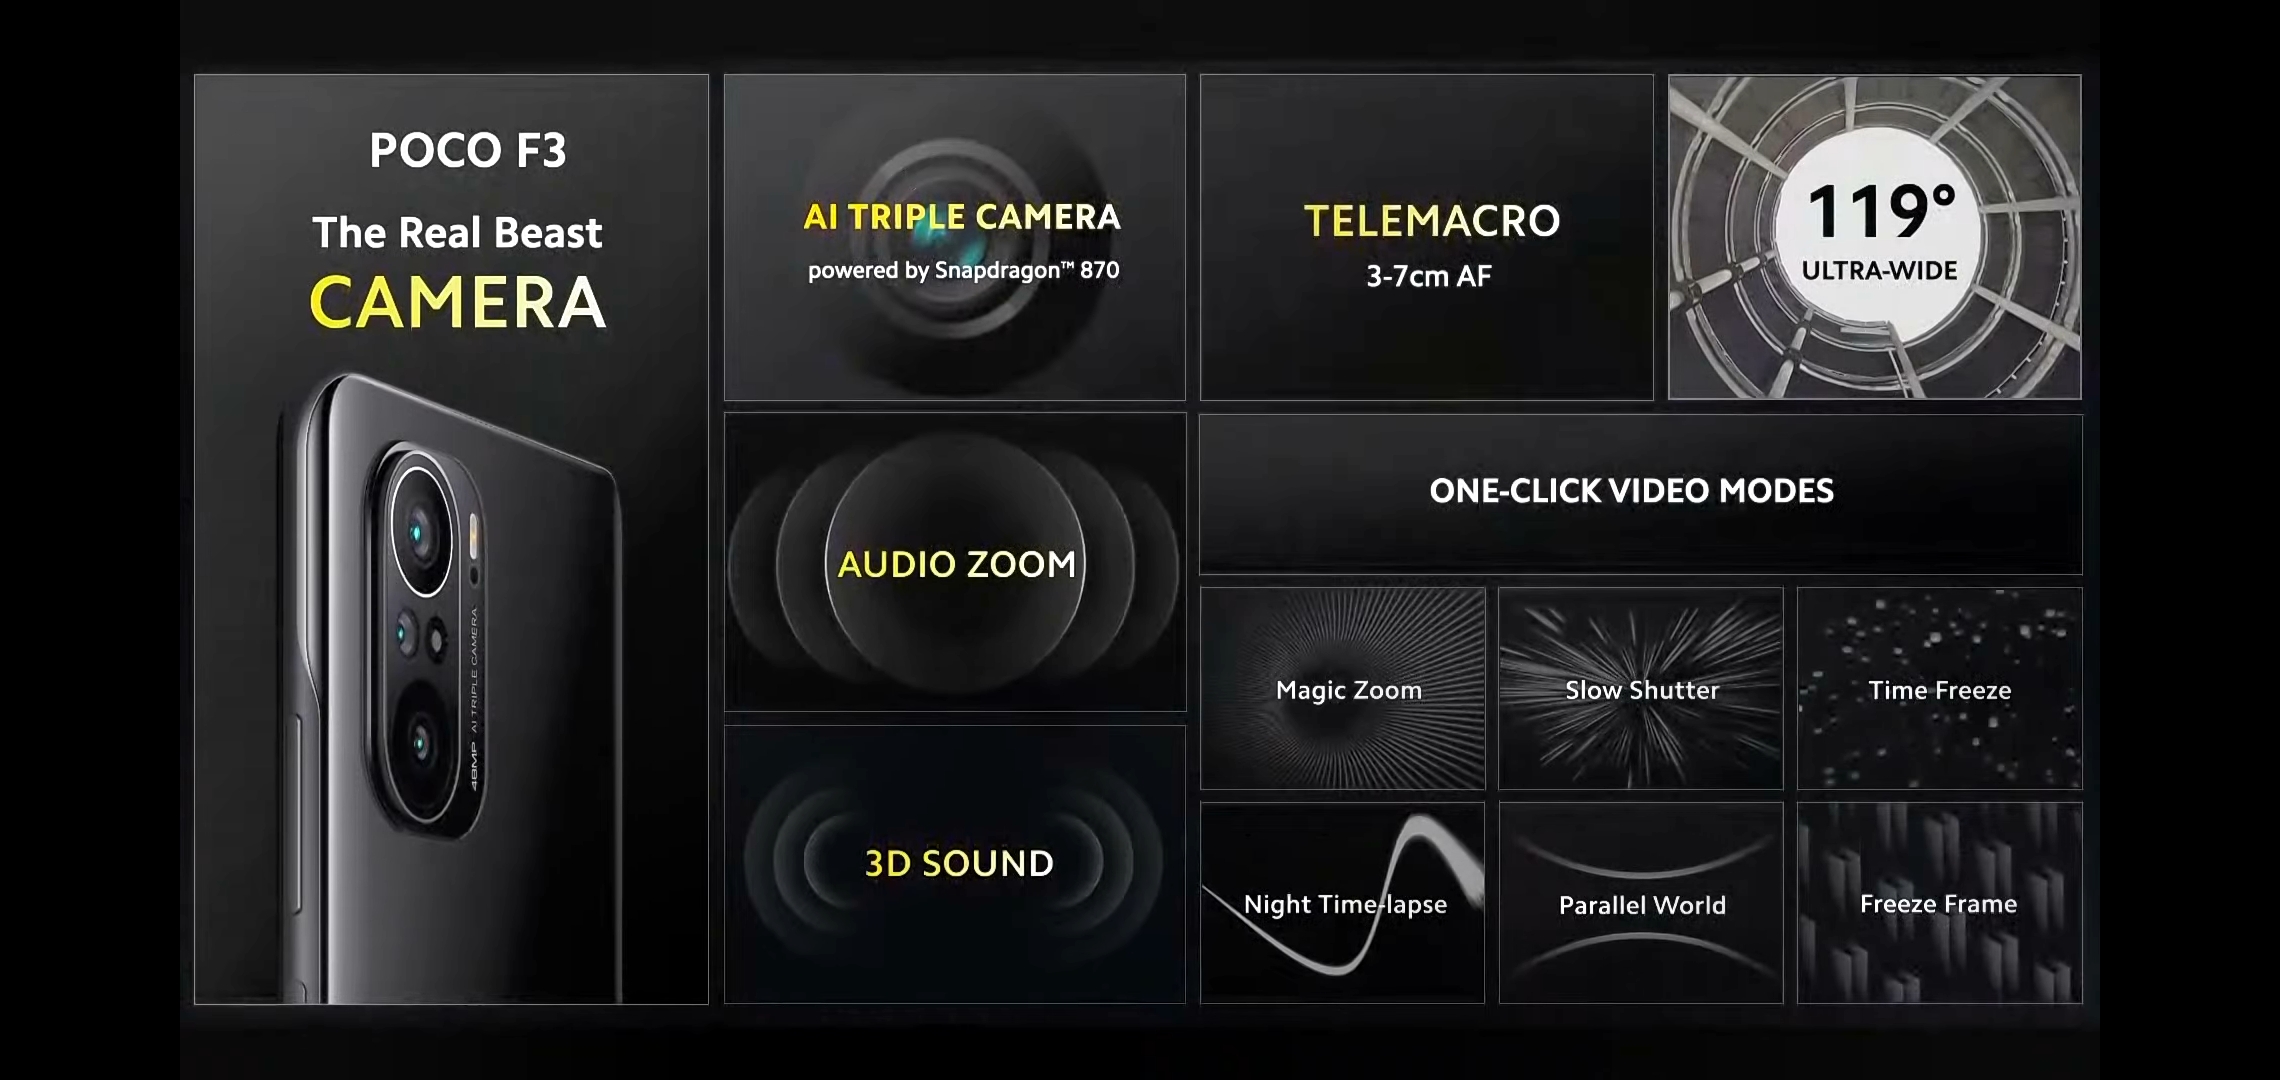 POCO F3
The Real Beast
CAMERA
48MP AI TRIPLE CAMERA
AI TRIPLE CAMERA
powered by Snapdragon™ 870
AUDIO ZOOM
3D SOUND
TELEMACRO
3-7cm AF
119°
ULTRA-WIDE
ONE-CLICK VIDEO MODES
Magic Zoom
Slow Shutter
Time Freeze
Night Time-lapse
Parallel World
Freeze Frame